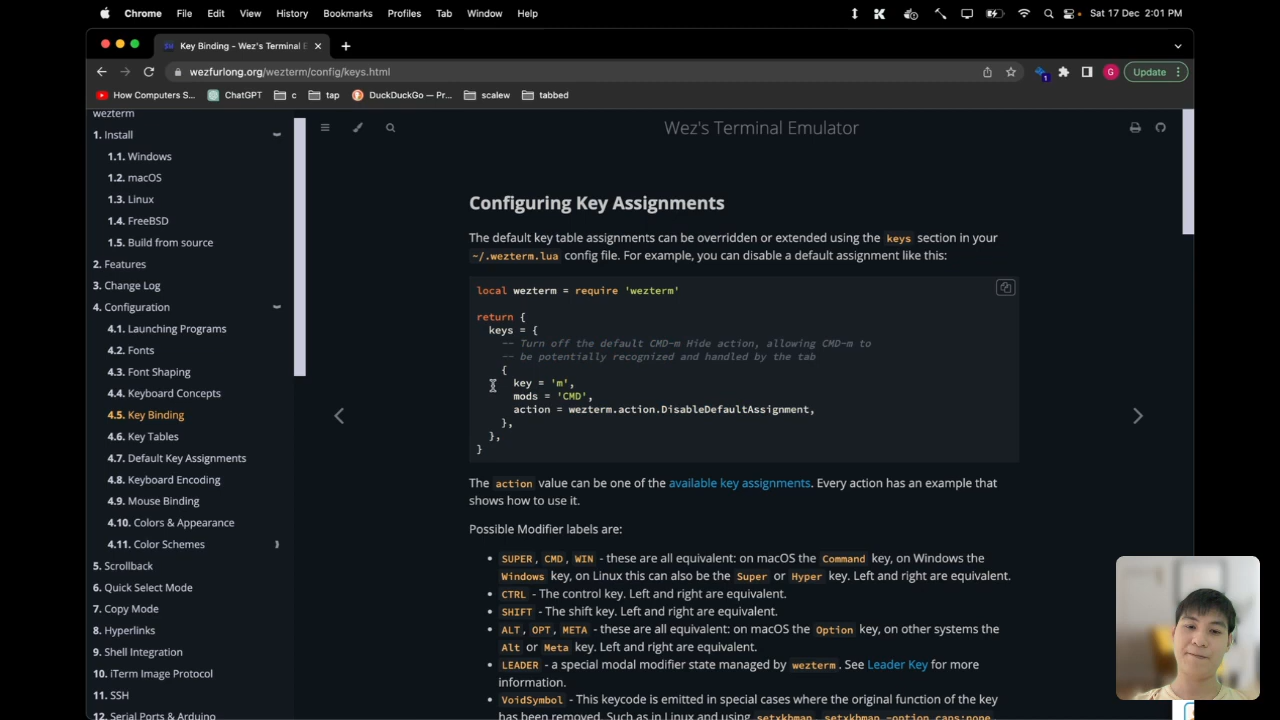 Chrome File Edit View History Bookmarks Profiles Tab Window Help Sat 17 Dec 2:01 PM
Key Binding - Wez's Terminal E
wezfurlong.org/wezterm/config/keys.html G Update
How Computers S... ChatGPT c tap DuckDuckGo — Pr... scalew tabbed
wezterm
1. Install
1.1. Windows
1.2. macOS
1.3. Linux
1.4. FreeBSD
1.5. Build from source
2. Features
3. Change Log
4. Configuration
4.1. Launching Programs
4.2. Fonts
4.3. Font Shaping
4.4. Keyboard Concepts
4.5. Key Binding
4.6. Key Tables
4.7. Default Key Assignments
4.8. Keyboard Encoding
4.9. Mouse Binding
4.10. Colors & Appearance
4.11. Color Schemes
5. Scrollback
6. Quick Select Mode
7. Copy Mode
8. Hyperlinks
9. Shell Integration
10. iTerm Image Protocol
11. SSH
12. Serial Ports & Arduino
Wez's Terminal Emulator
Configuring Key Assignments
The default key table assignments can be overridden or extended using the keys section in your
~/.wezterm.lua config file. For example, you can disable a default assignment like this:
local wezterm = require 'wezterm'
return {
keys = {
-- Turn off the default CMD-m Hide action, allowing CMD-m to
-- be potentially recognized and handled by the tab
{
key = 'm',
mods = 'CMD',
action = wezterm.action.DisableDefaultAssignment,
},
},
}
The action value can be one of the available key assignments. Every action has an example that
shows how to use it.
Possible Modifier labels are:
• SUPER, CMD, WIN - these are all equivalent: on macOS the Command key, on Windows the
Windows key, on Linux this can also be the Super or Hyper key. Left and right are equivalent.
• CTRL - The control key. Left and right are equivalent.
• SHIFT - The shift key. Left and right are equivalent.
• ALT, OPT, META - these are all equivalent: on macOS the Option key, on other systems the
Alt or Meta key. Left and right are equivalent.
• LEADER - a special modal modifier state managed by wezterm. See Leader Key for more
information.
• VoidSymbol - This keycode is emitted in special cases where the original function of the key
has been removed. Such as in Linux and using setxkbmap. setxkbmap -option caps:none.